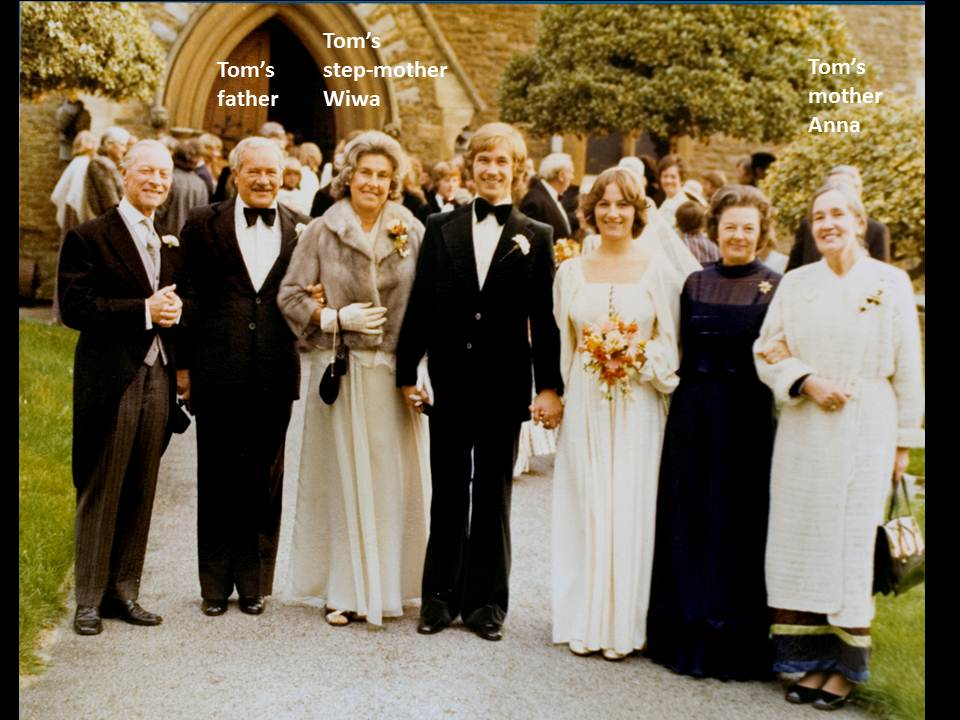 Tom's
father
Tom's
step-mother
Wiwa
Tom's
mother
Anna